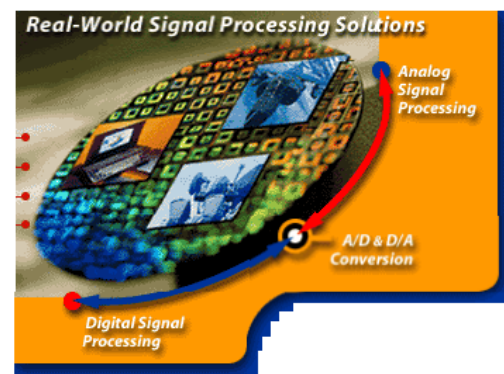 Real-World Signal Processing Solutions
Analog
Signal
Processing
A/D & D/A
Conversion
Digital Signal
Processing